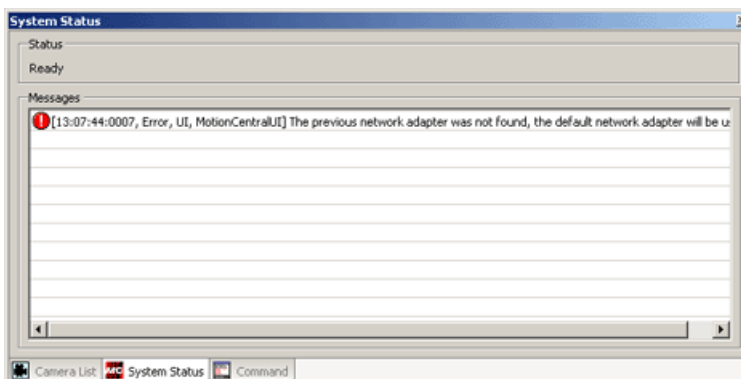 System Status
Status
Ready
Messages
[13:07:44:0007, Error, UI, MotionCentralUI] The previous network adapter was not found, the default network adapter will be u
Camera List MC System Status Command